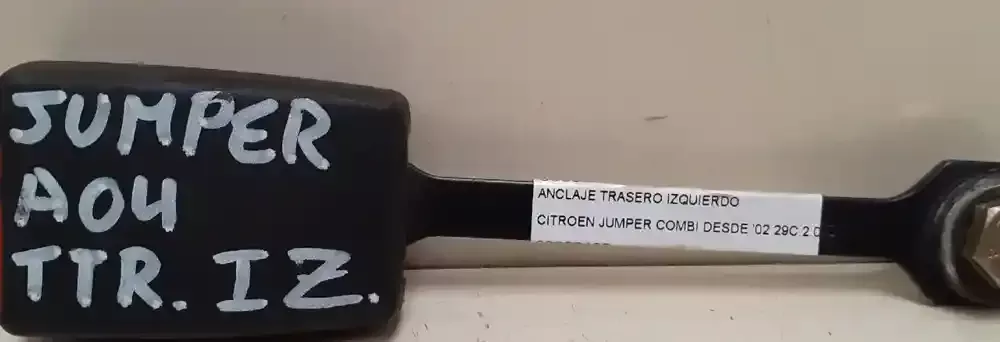 JUMPER
A04
TTR. IZ.
ANCLAJE TRASERO IZQUIERDO
CITROEN JUMPER COMBI DESDE '02 29C 2.0